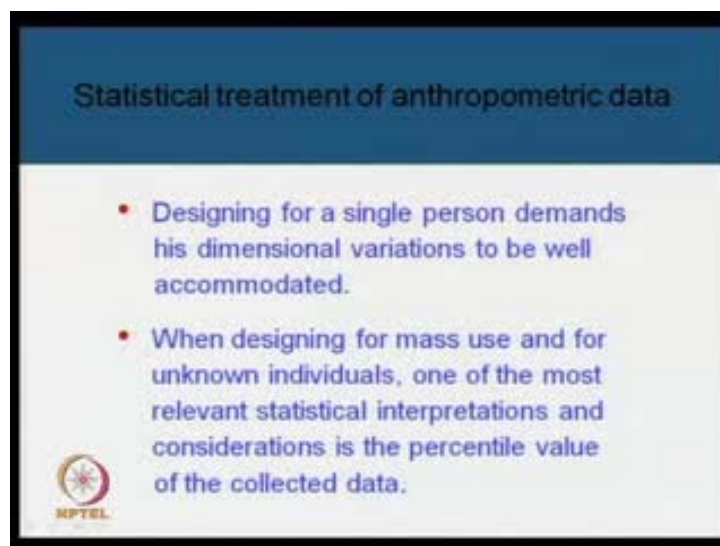 Statistical treatment of anthropometric data
• Designing for a single person demands
his dimensional variations to be well
accommodated.
• When designing for mass use and for
unknown individuals, one of the most
relevant statistical interpretations and
considerations is the percentile value
of the collected data.
NPTEL